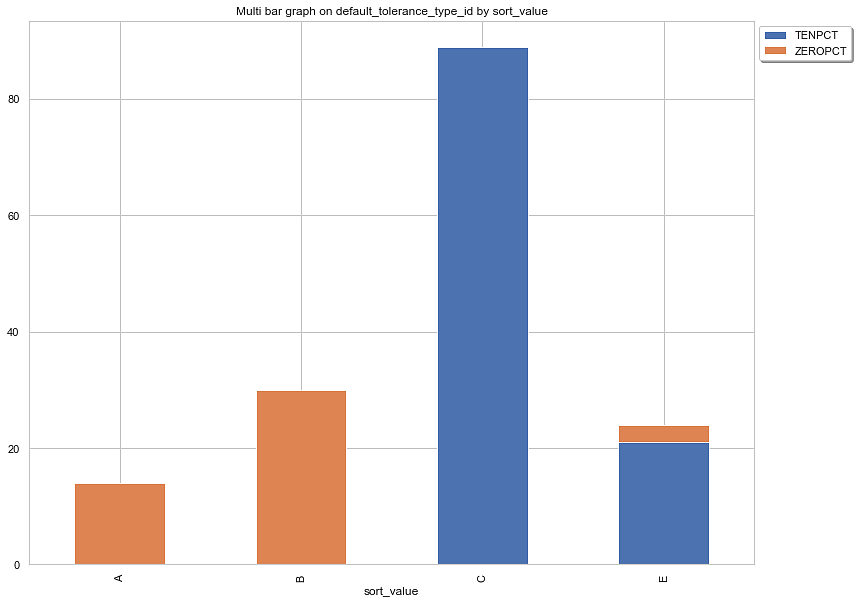 Multi bar graph on default_tolerance_type_id by sort_value
TENPCT
ZEROPCT
80
60
40
20
0
A
B
C
E
sort_value